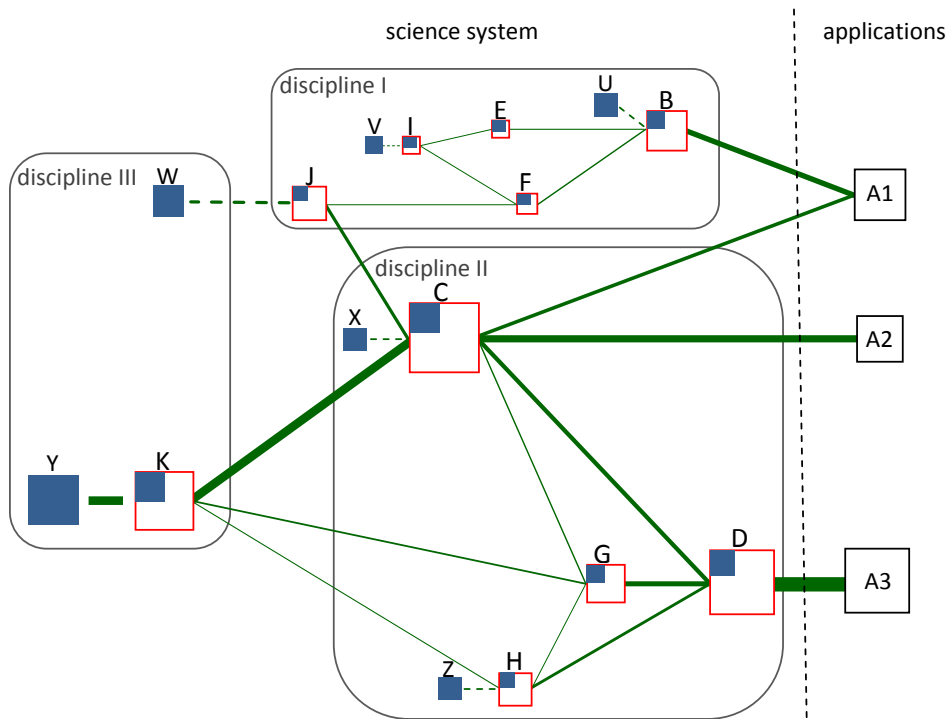 science system
applications
discipline I
U
B
E
V
I
F
J
A1
discipline III
W
discipline II
C
X
A2
Y
K
G
D
A3
H
Z